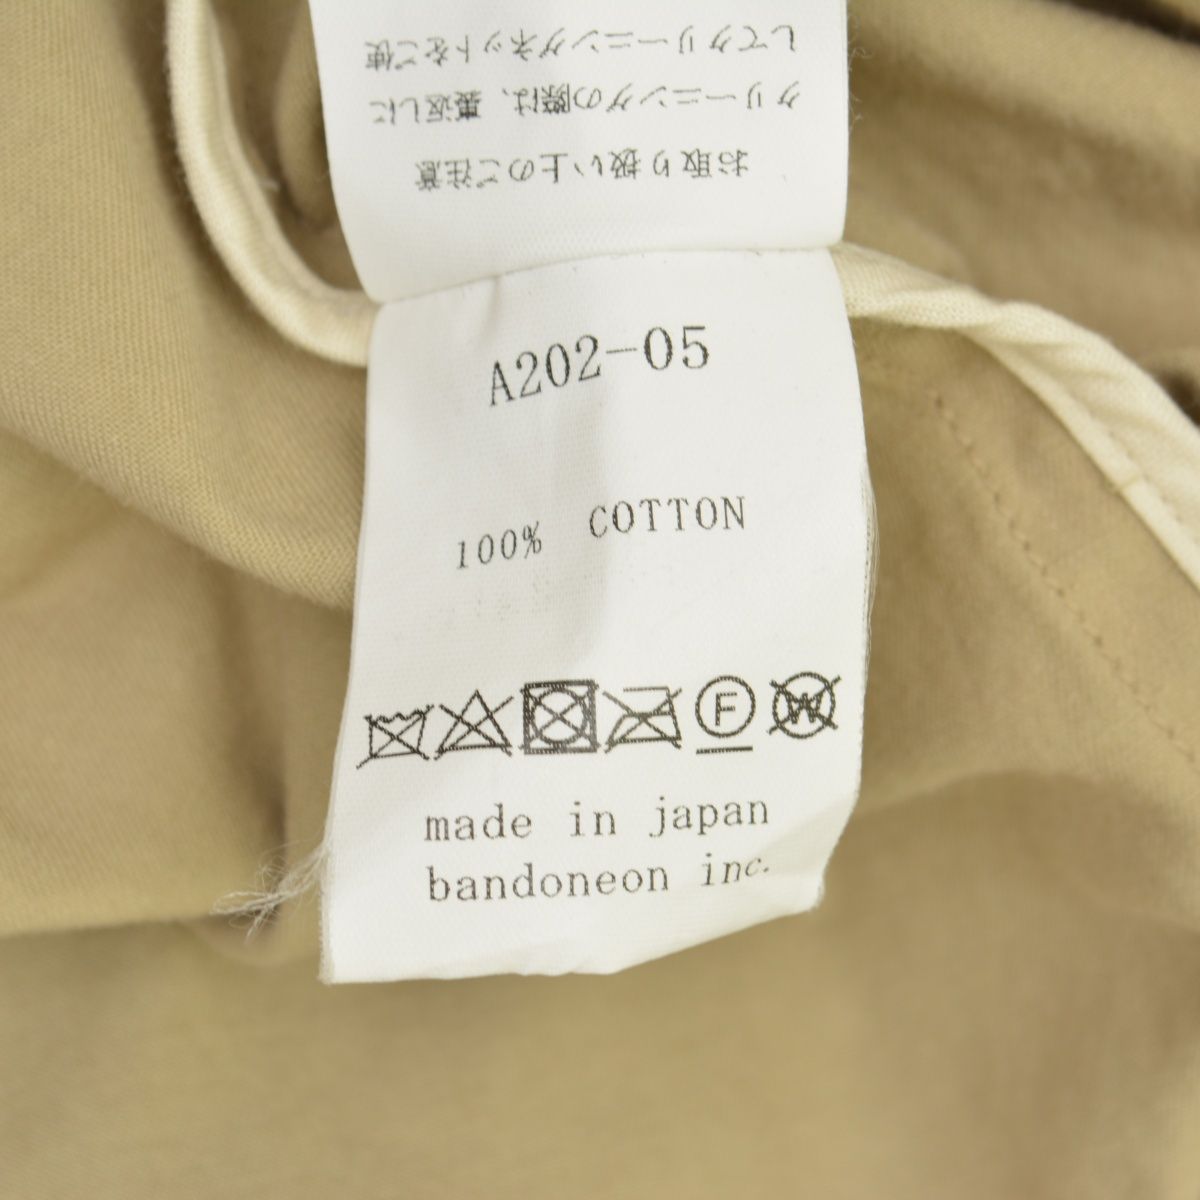 お取り扱い上のご注意
クリーニングの際は、裏返しに
してクリーニングネットをご使
A202-05
100% COTTON
F W
made in japan
bandoneon inc.